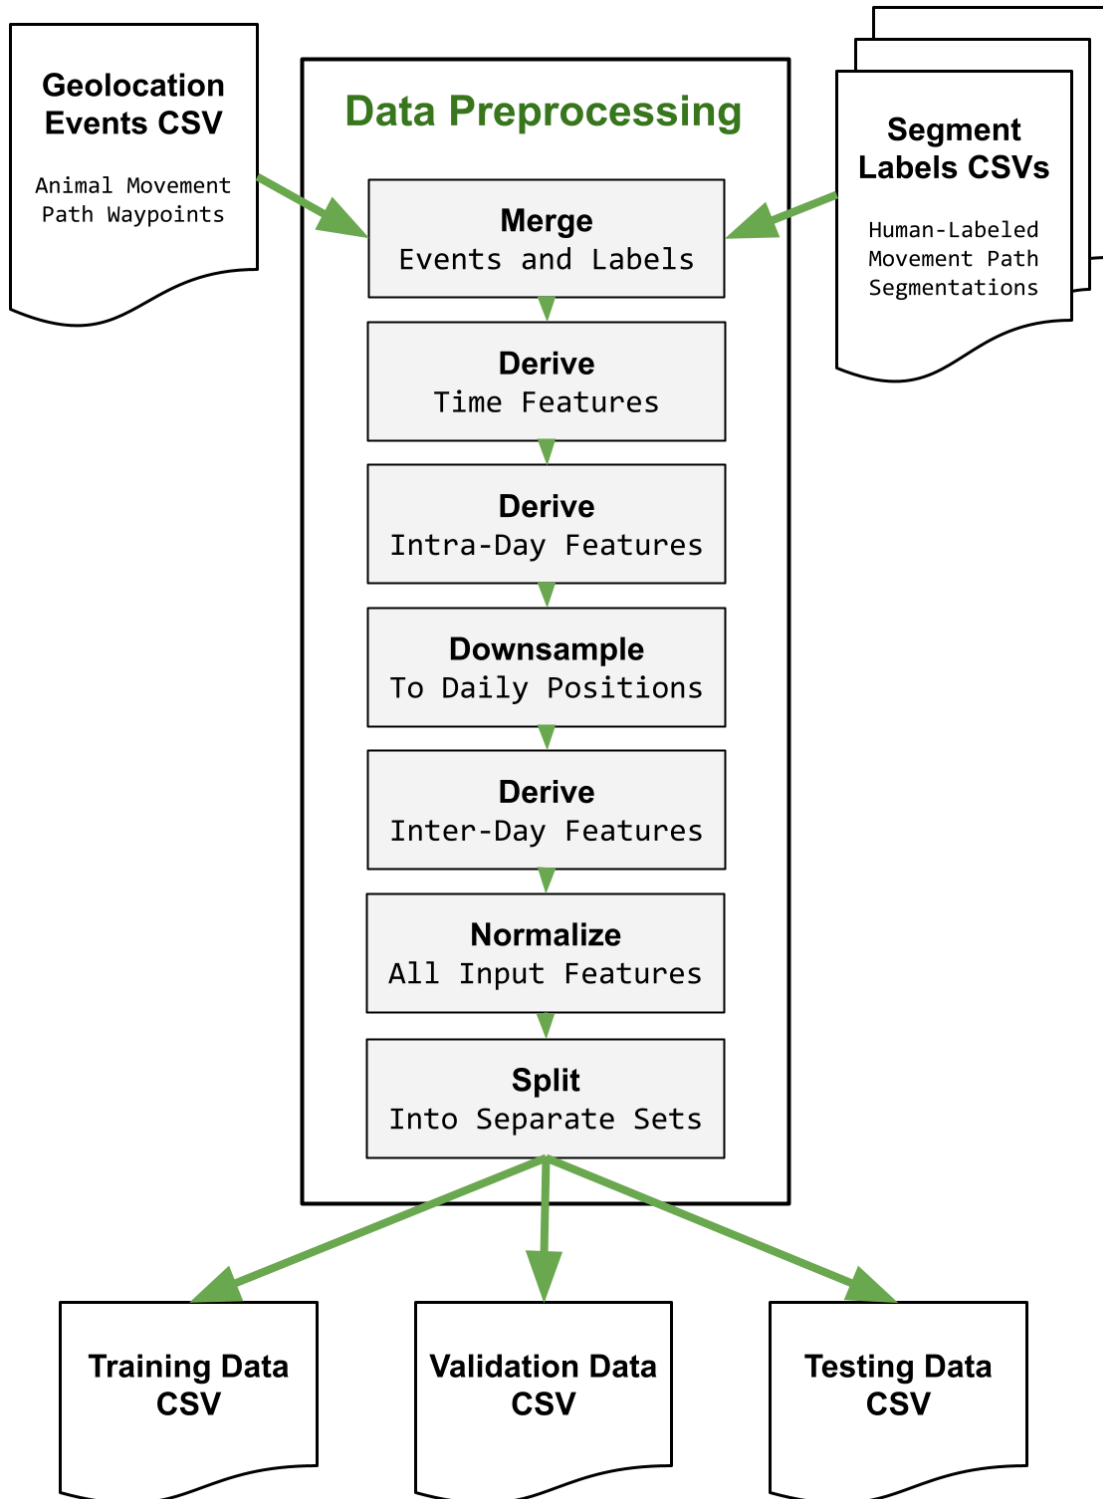 Geolocation
Events CSV
Animal Movement
Path Waypoints
Data Preprocessing
Segment
Labels CSVs
Human-Labeled
Movement Path
Segmentations
Merge
Events and Labels
Derive
Time Features
Derive
Intra-Day Features
Downsample
To Daily Positions
Derive
Inter-Day Features
Normalize
All Input Features
Split
Into Separate Sets
Training Data
CSV
Validation Data
CSV
Testing Data
CSV